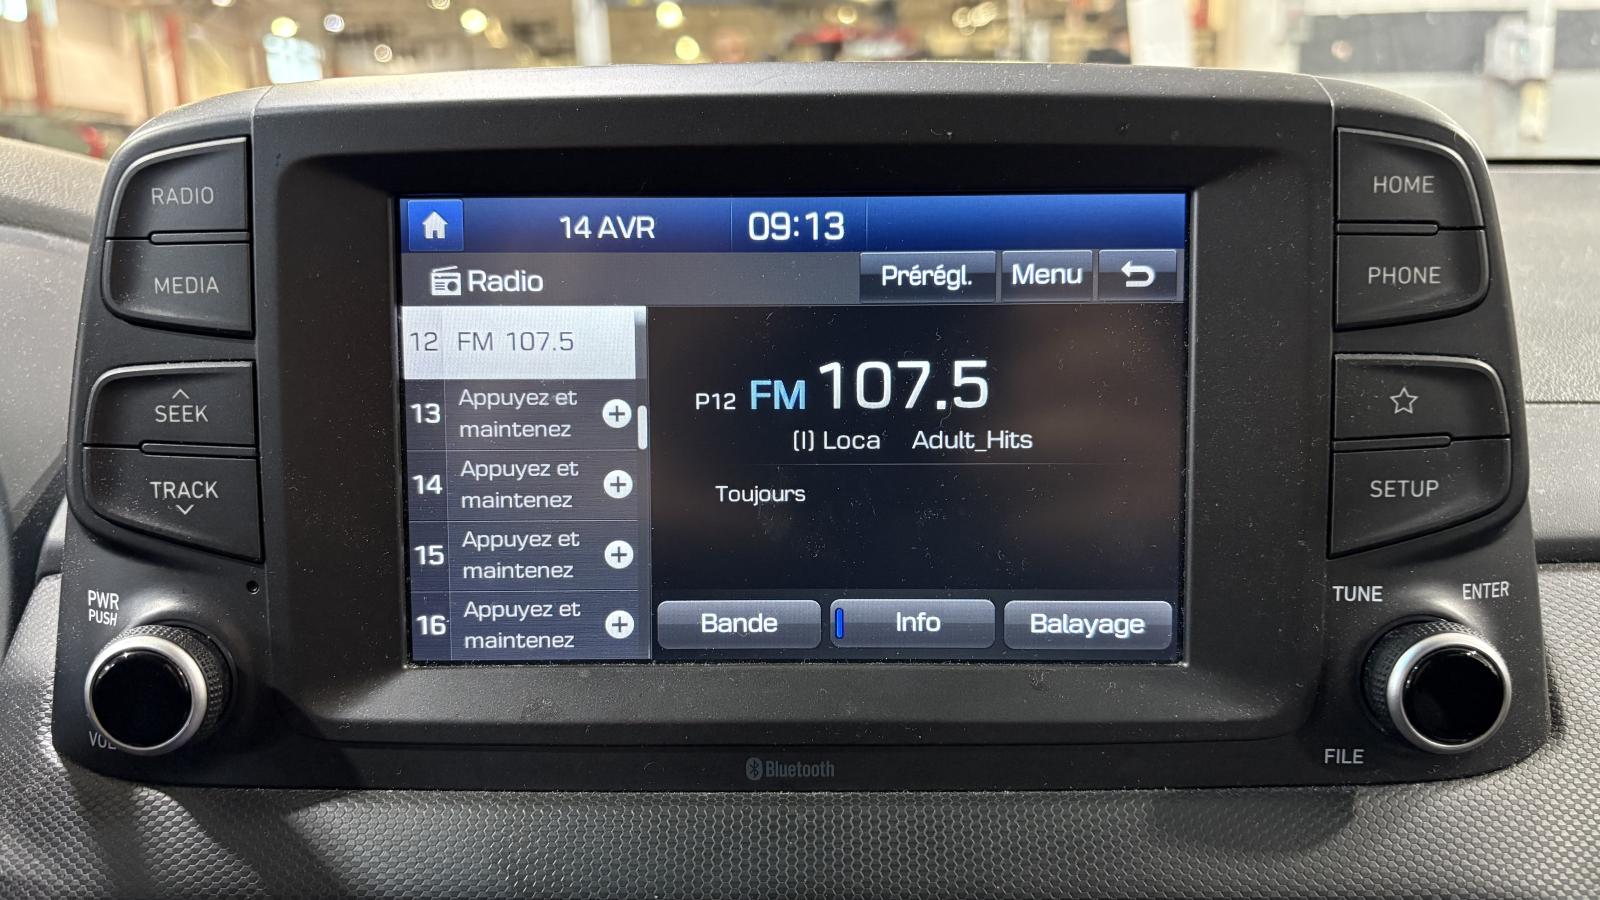 RADIO
MEDIA
SEEK
TRACK
PWR
PUSH
VOL
14 AVR
09:13
Radio
Prérégl.
Menu
12 FM 107.5
13 Appuyez et
maintenez
14 Appuyez et
maintenez
15 Appuyez et
maintenez
16 Appuyez et
maintenez
P12 FM 107.5
(I) Loca Adult_Hits
Toujours
Bande
Info
Balayage
Bluetooth
HOME
PHONE
SETUP
TUNE
ENTER
FILE